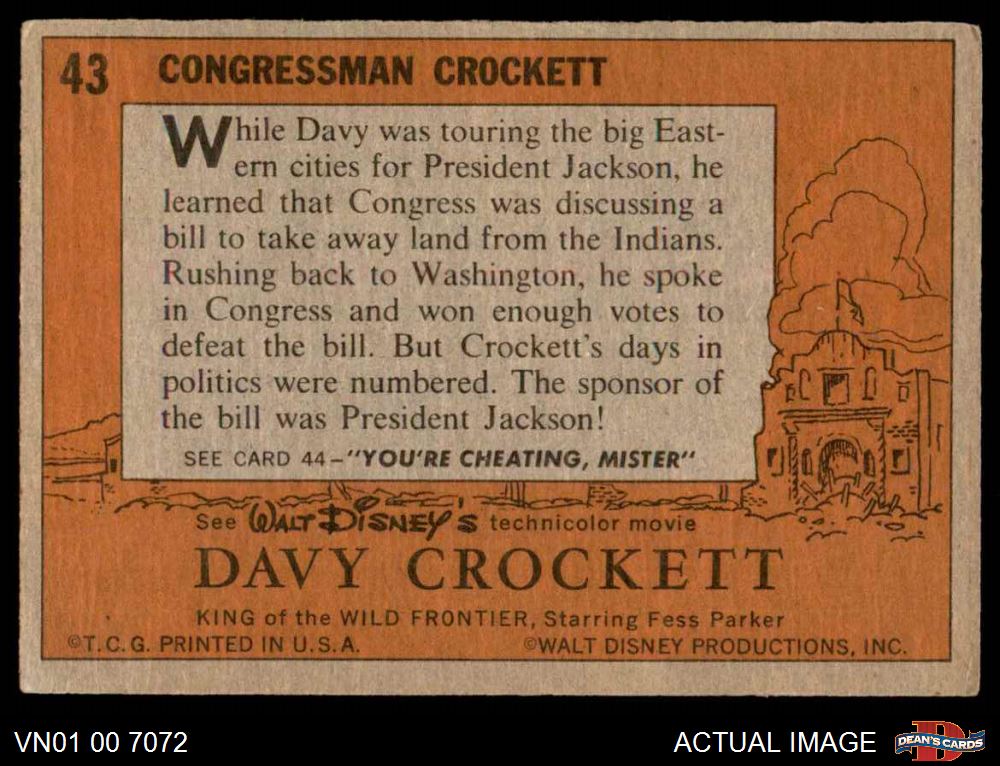 43 CONGRESSMAN CROCKETT
While Davy was touring the big East-
ern cities for President Jackson, he
learned that Congress was discussing a
bill to take away land from the Indians.
Rushing back to Washington, he spoke
in Congress and won enough votes to
defeat the bill. But Crockett's days in
politics were numbered. The sponsor of
the bill was President Jackson!
SEE CARD 44-"YOU'RE CHEATING, MISTER"
See WALT DISNEY'S technicolor movie
DAVY CROCKETT
KING of the WILD FRONTIER, Starring Fess Parker
©T.C.G. PRINTED IN U.S.A. ©WALT DISNEY PRODUCTIONS, INC.
VN01 00 7072 ACTUAL IMAGE DEAN'S CARDS